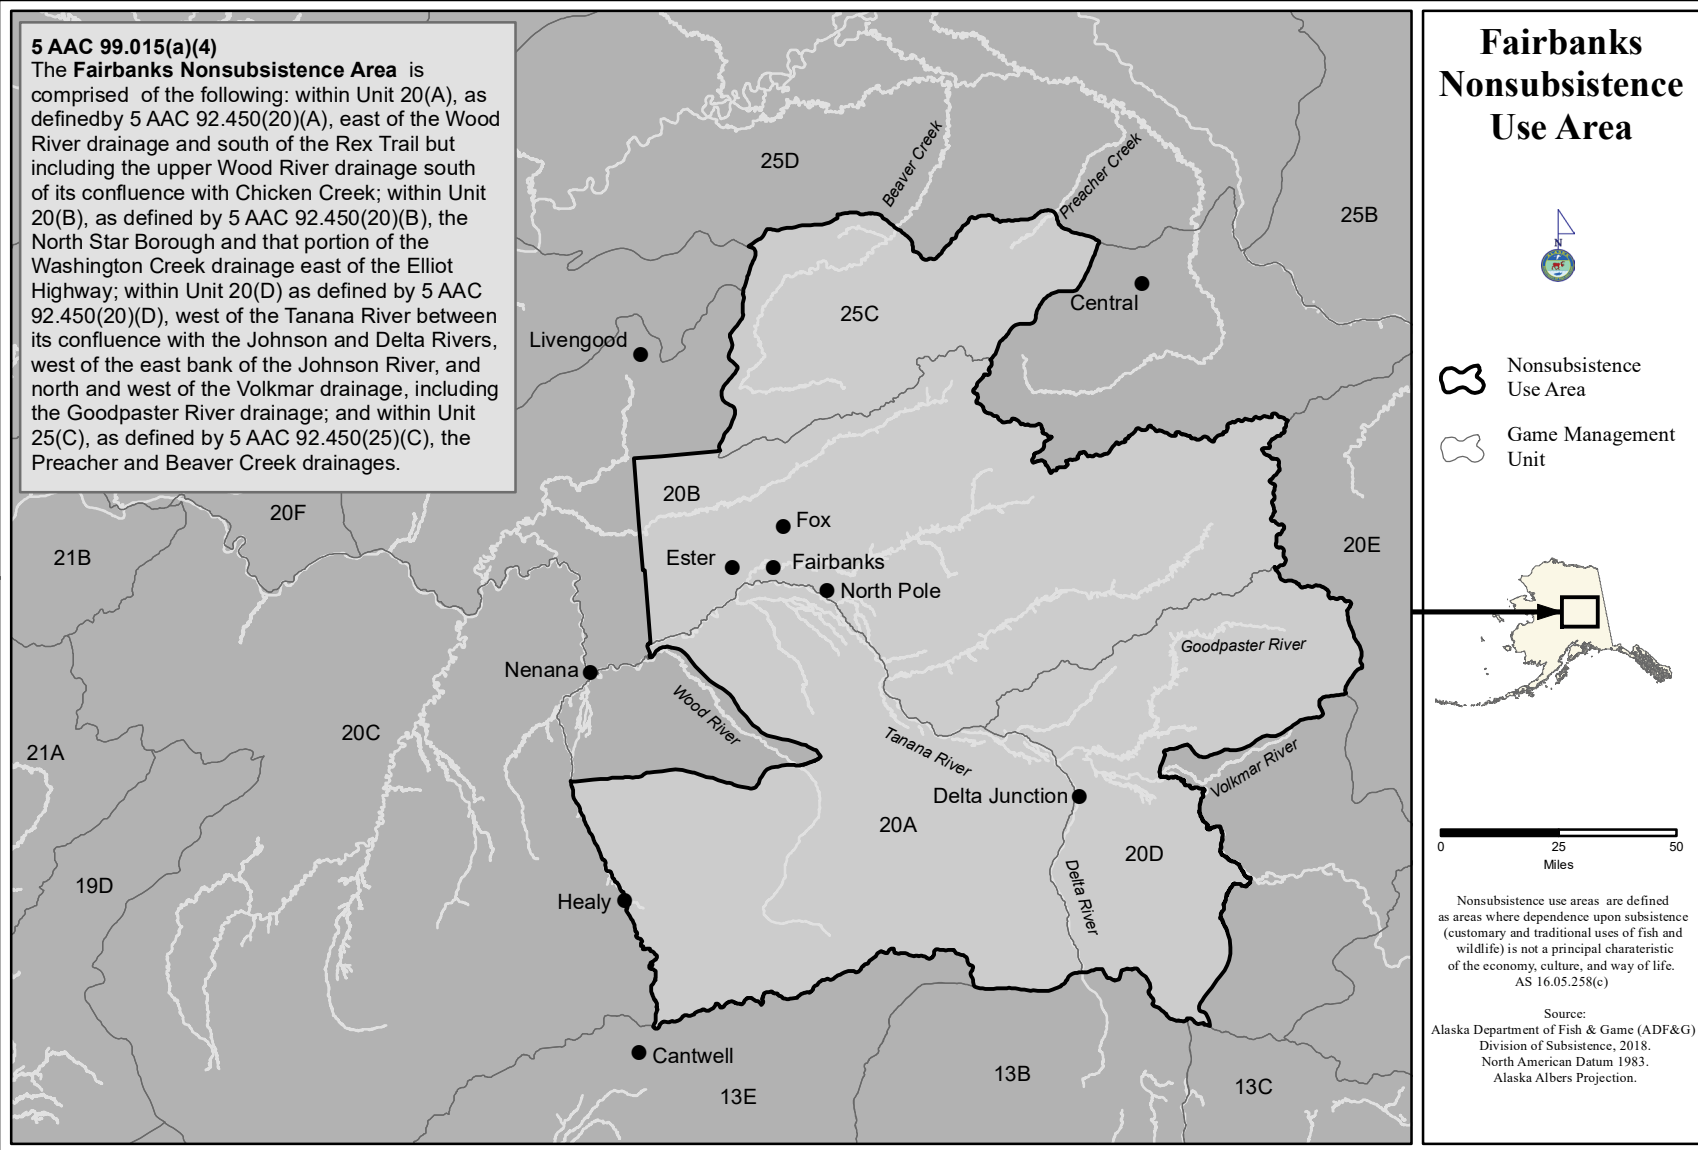 5 AAC 99.015(a)(4)
The Fairbanks Nonsubsistence Area is
comprised of the following: within Unit 20(A), as
definedby 5 AAC 92.450(20)(A), east of the Wood
River drainage and south of the Rex Trail but
including the upper Wood River drainage south
of its confluence with Chicken Creek; within Unit
20(B), as defined by 5 AAC 92.450(20)(B), the
North Star Borough and that portion of the
Washington Creek drainage east of the Elliot
Highway; within Unit 20(D) as defined by 5 AAC
92.450(20)(D), west of the Tanana River between
its confluence with the Johnson and Delta Rivers,
west of the east bank of the Johnson River, and
north and west of the Volkmar drainage, including
the Goodpaster River drainage; and within Unit
25(C), as defined by 5 AAC 92.450(25)(C), the
Preacher and Beaver Creek drainages.
25D
Beaver Creek
Preacher Creek
25B
Central
25C
Livengood
20B
20F
Fox
21B
20E
Ester
Fairbanks
North Pole
Goodpaster River
Nenana
Wood River
20C
21A
Tanana River
Volkmar River
Delta Junction
20A
20D
19D
Delta River
Healy
Cantwell
13E
13B
13C
Fairbanks
Nonsubsistence
Use Area
N
Nonsubsistence
Use Area
Game Management
Unit
0 25 50
Miles
Nonsubsistence use areas are defined
as areas where dependence upon subsistence
(customary and traditional uses of fish and
wildlife) is not a principal charateristic
of the economy, culture, and way of life.
AS 16.05.258(c)
Source:
Alaska Department of Fish & Game (ADF&G)
Division of Subsistence, 2018.
North American Datum 1983.
Alaska Albers Projection.